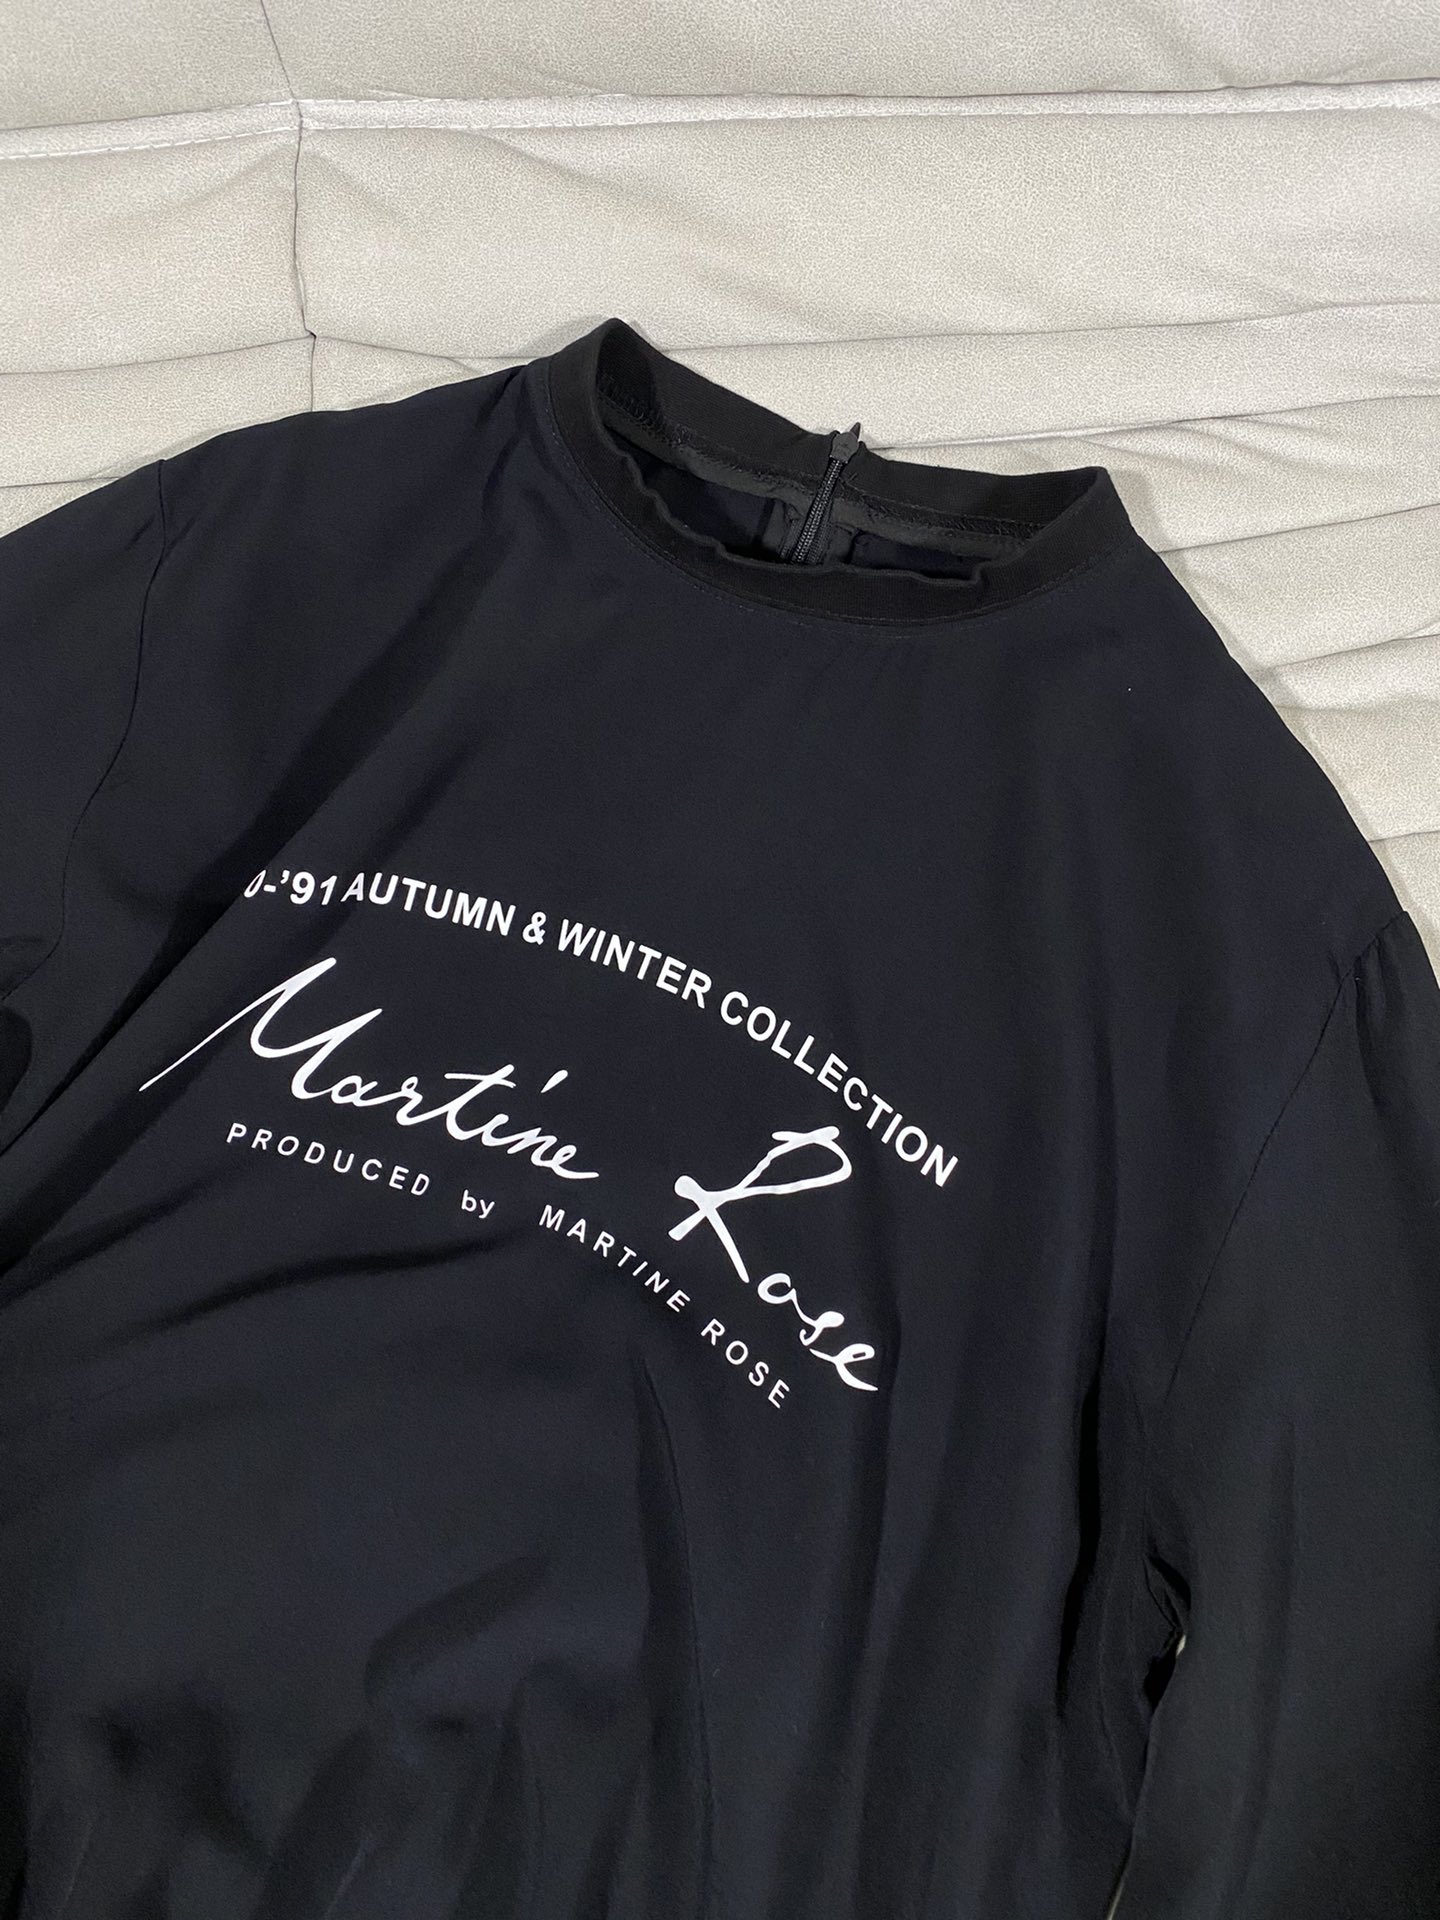 0-’91 AUTUMN & WINTER COLLECTION
Martine Rose
PRODUCED by MARTINE ROSE